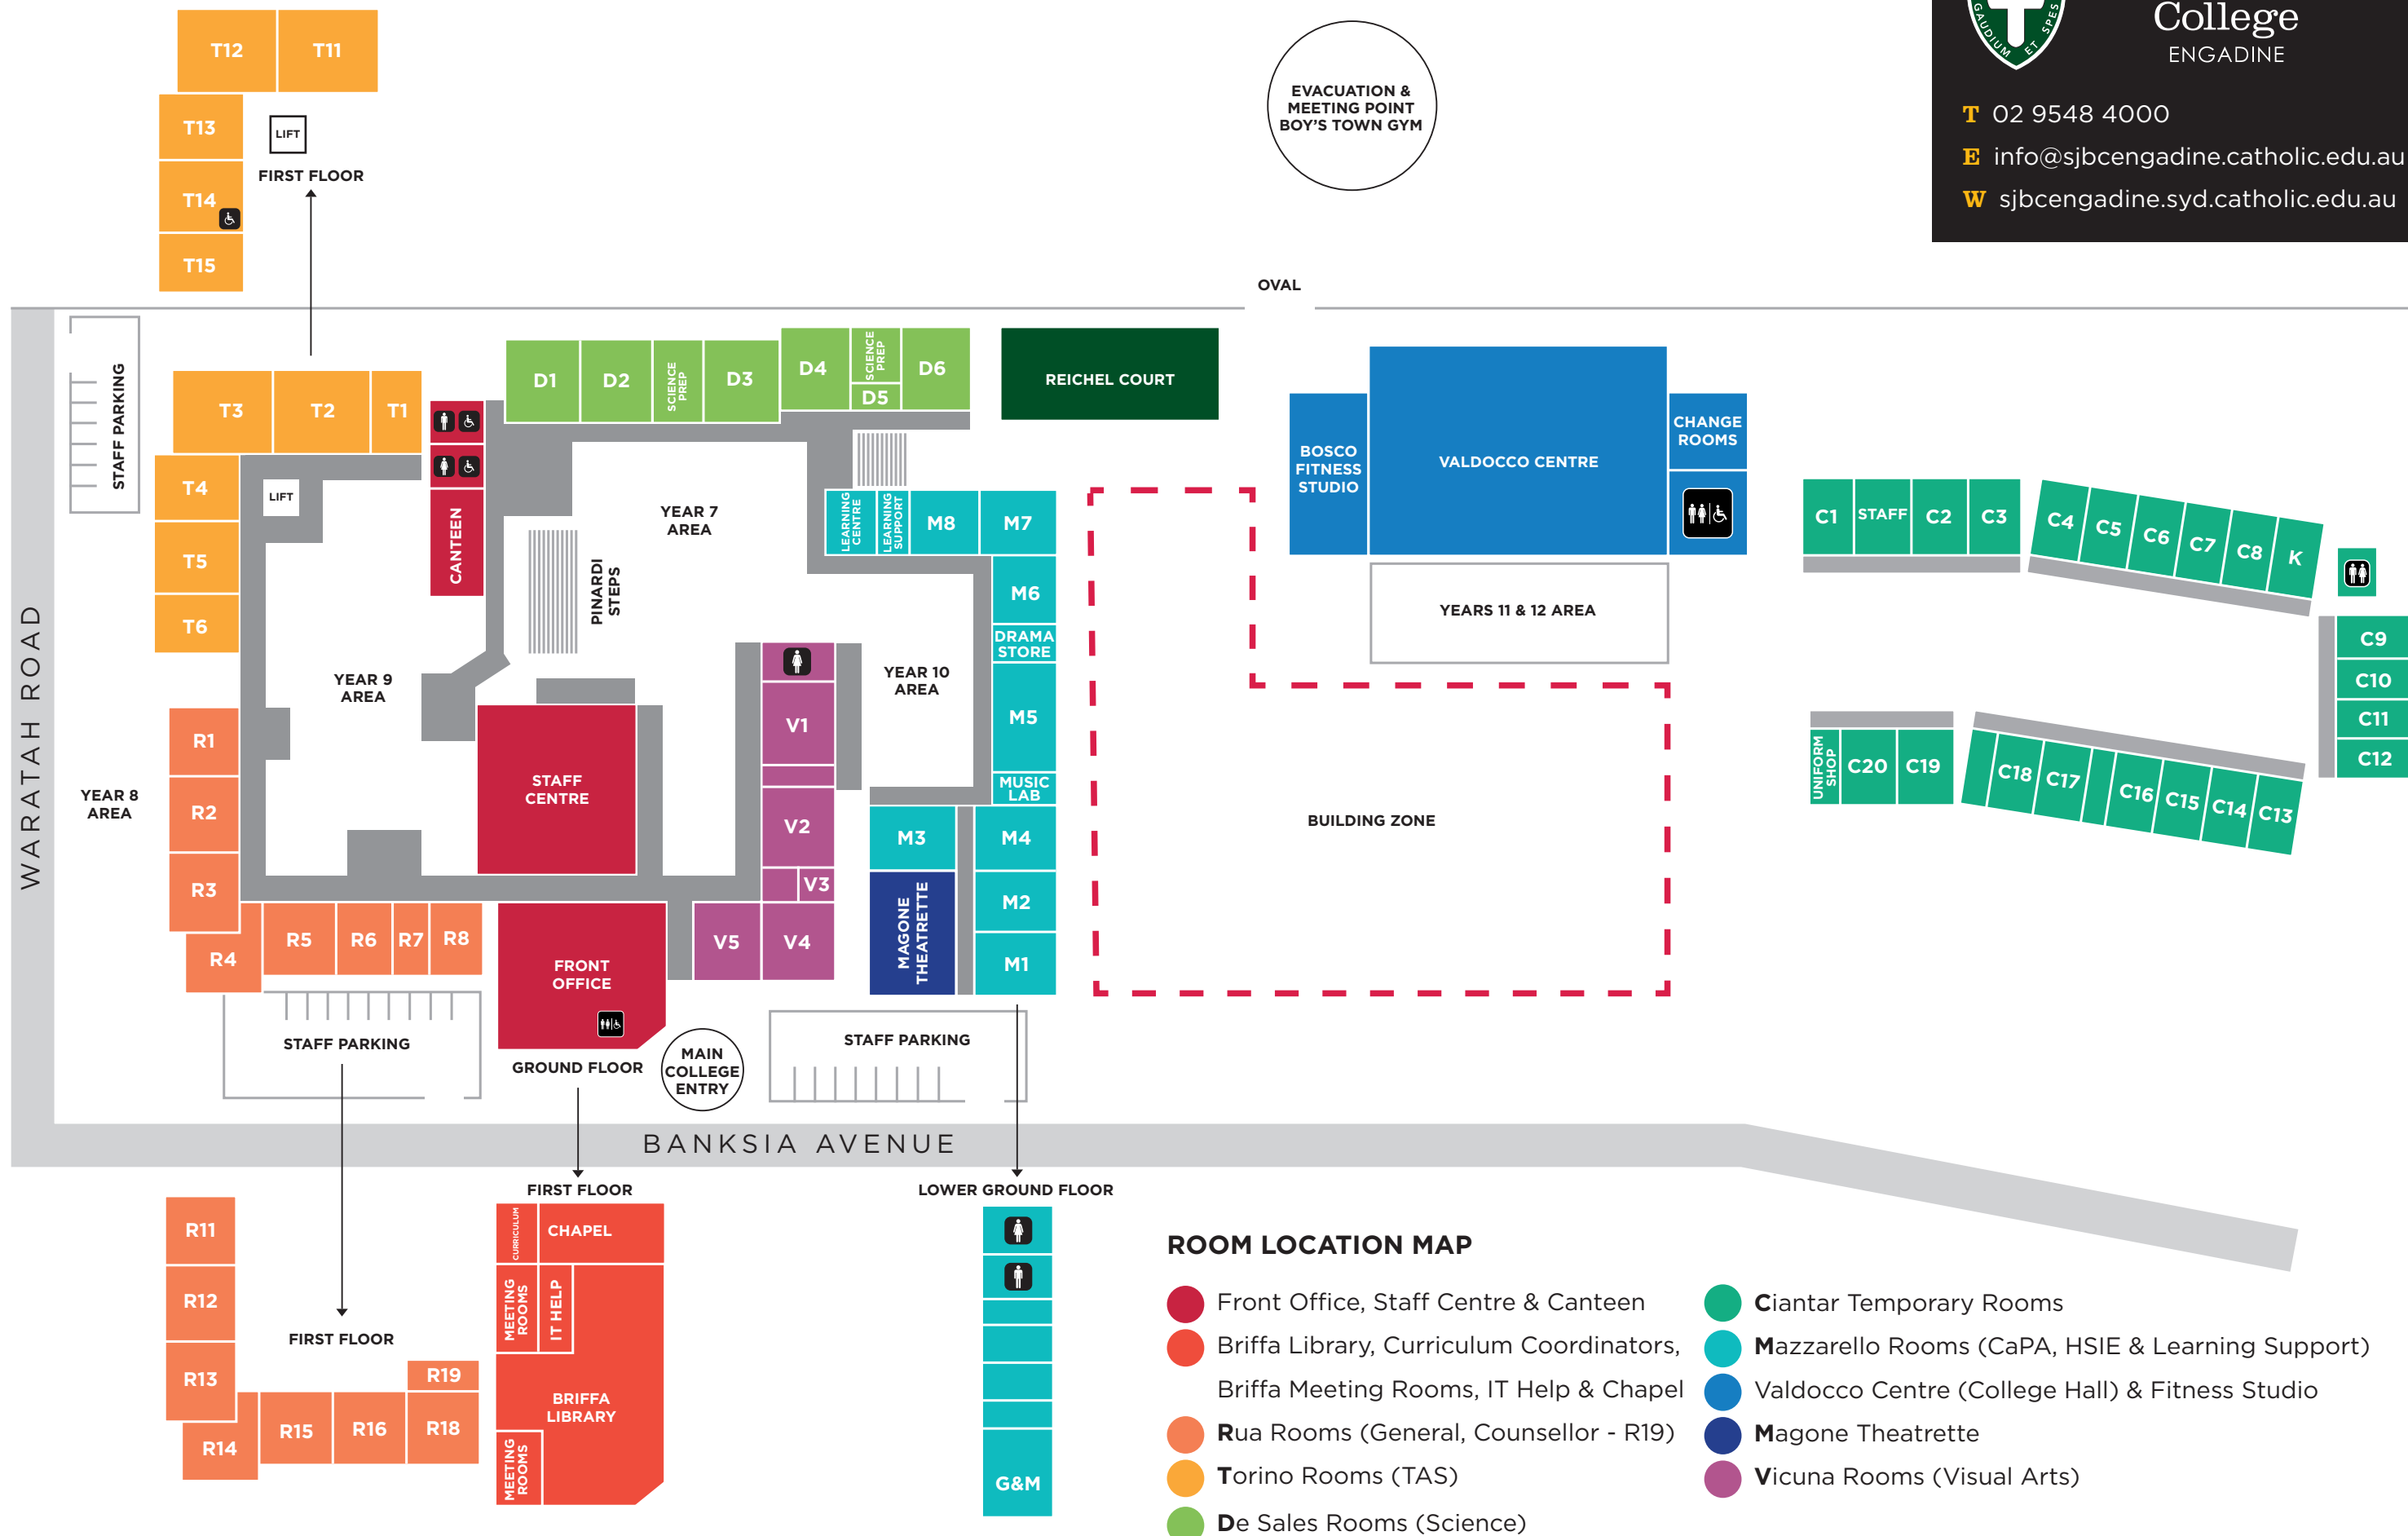 T12
T11
T13
LIFT
FIRST FLOOR
T14
T15
EVACUATION &
MEETING POINT
BOY'S TOWN GYM
GAUDIUM ET SPES
College
ENGADINE
T 02 9548 4000
E info@sjbcengadine.catholic.edu.au
W sjbcengadine.syd.catholic.edu.au
OVAL
STAFF PARKING
WARATAH ROAD
T3
T2
T1
T4
T5
T6
LIFT
CANTEEN
D1
D2
SCIENCE
PREP
D3
D4
SCIENCE
PREP
D5
D6
REICHEL COURT
YEAR 7
AREA
PINARDI
STEPS
LEARNING
CENTRE
LEARNING
SUPPORT
M8
M7
M6
DRAMA
STORE
M5
MUSIC
LAB
M3
M4
M2
M1
MAGONE
THEATRETTE
YEAR 9
AREA
YEAR 10
AREA
YEAR 8
AREA
R1
R2
R3
R4
R5
R6
R7
R8
STAFF
CENTRE
V1
V2
V3
V5
V4
FRONT
OFFICE
GROUND FLOOR
MAIN
COLLEGE
ENTRY
STAFF PARKING
STAFF PARKING
BOSCO
FITNESS
STUDIO
VALDOCCO CENTRE
CHANGE
ROOMS
YEARS 11 & 12 AREA
BUILDING ZONE
C1
STAFF
C2
C3
C4
C5
C6
C7
C8
K
C9
C10
C11
C12
UNIFORM
SHOP
C20
C19
C18
C17
C16
C15
C14
C13
BANKSIA AVENUE
R11
R12
R13
R14
R15
R16
R18
R19
FIRST FLOOR
FIRST FLOOR
CURRICULUM
CHAPEL
MEETING
ROOMS
IT HELP
BRIFFA
LIBRARY
MEETING
ROOMS
LOWER GROUND FLOOR
G&M
ROOM LOCATION MAP
Front Office, Staff Centre & Canteen
Briffa Library, Curriculum Coordinators,
Briffa Meeting Rooms, IT Help & Chapel
Rua Rooms (General, Counsellor - R19)
Torino Rooms (TAS)
De Sales Rooms (Science)
Ciantar Temporary Rooms
Mazzarello Rooms (CaPA, HSIE & Learning Support)
Valdocco Centre (College Hall) & Fitness Studio
Magone Theatrette
Vicuna Rooms (Visual Arts)